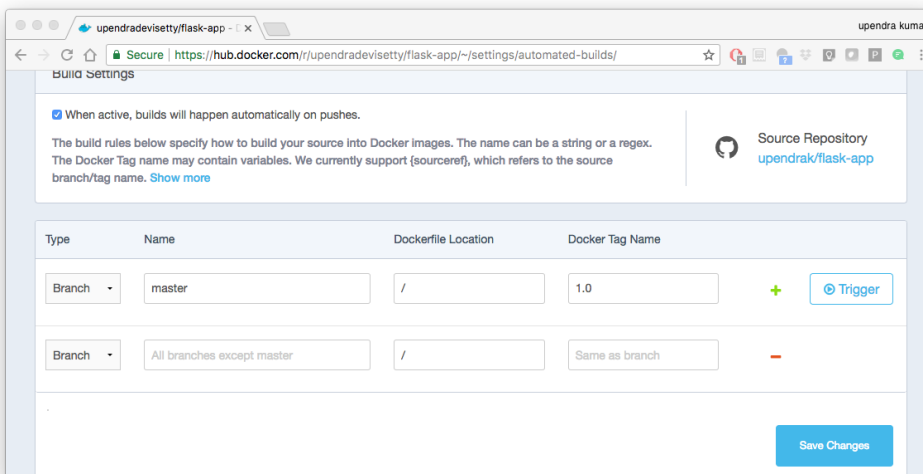 upendradevisetty/flask-app - D
upendra kuma
Secure | https://hub.docker.com/r/upendradevisetty/flask-app/~/settings/automated-builds/
Build Settings
When active, builds will happen automatically on pushes.
The build rules below specify how to build your source into Docker images. The name can be a string or a regex.
The Docker Tag name may contain variables. We currently support {sourceref}, which refers to the source
branch/tag name. Show more
Source Repository
upendrak/flask-app
Type Name Dockerfile Location Docker Tag Name
Branch master / 1.0 Trigger
Branch All branches except master / Same as branch
Save Changes